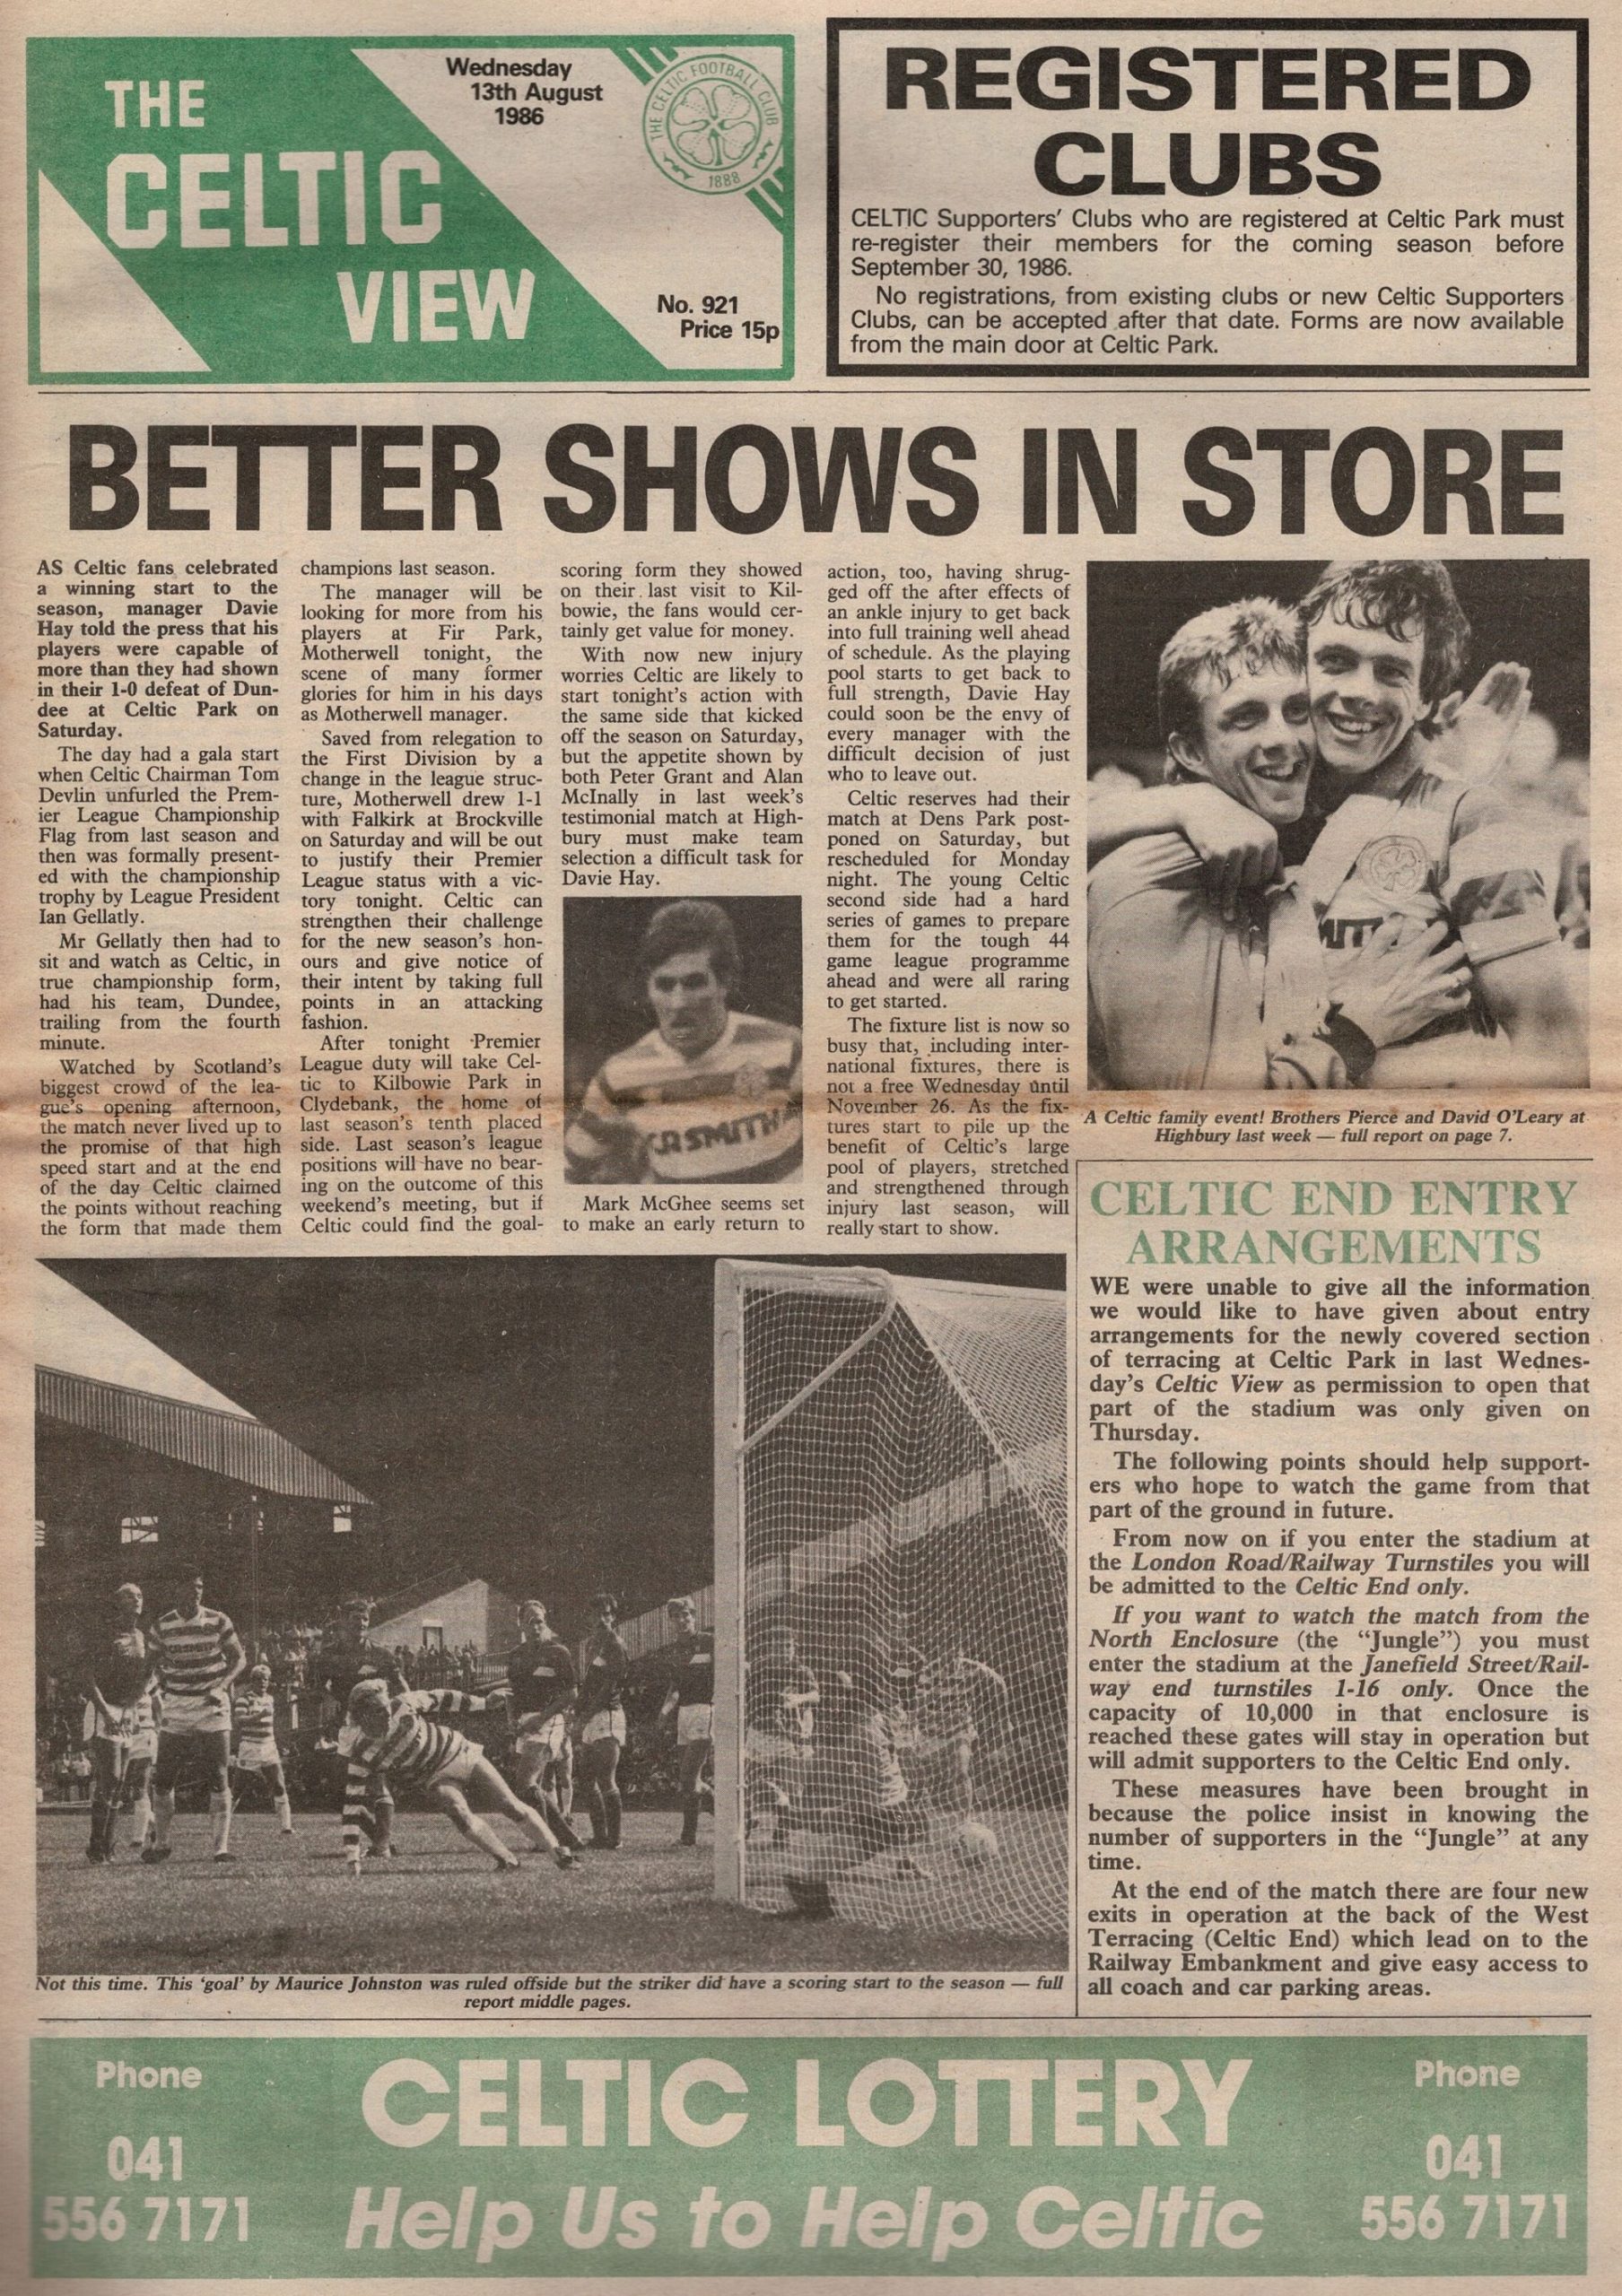 THE
CELTIC
VIEW
Wednesday
13th August
1986
THE CELTIC FOOTBALL CLUB
1888
No. 921
Price 15p
REGISTERED
CLUBS
CELTIC Supporters' Clubs who are registered at Celtic Park must
re-register their members for the coming season before
September 30, 1986.
No registrations, from existing clubs or new Celtic Supporters
Clubs, can be accepted after that date. Forms are now available
from the main door at Celtic Park.
BETTER SHOWS IN STORE
AS Celtic fans celebrated
a winning start to the
season, manager Davie
Hay told the press that his
players were capable of
more than they had shown
in their 1-0 defeat of Dun-
dee at Celtic Park on
Saturday.
The day had a gala start
when Celtic Chairman Tom
Devlin unfurled the Prem-
ier League Championship
Flag from last season and
then was formally present-
ed with the championship
trophy by League President
Ian Gellatly.
Mr Gellatly then had to
sit and watch as Celtic, in
true championship form,
had his team, Dundee,
trailing from the fourth
minute.
Watched by Scotland's
biggest crowd of the lea-
gue's opening afternoon,
the match never lived up to
the promise of that high
speed start and at the end
of the day Celtic claimed
the points without reaching
the form that made them
champions last season.
The manager will be
looking for more from his
players at Fir Park,
Motherwell tonight, the
scene of many former
glories for him in his days
as Motherwell manager.
Saved from relegation to
the First Division by a
change in the league struc-
ture, Motherwell drew 1-1
with Falkirk at Brockville
on Saturday and will be out
to justify their Premier
League status with a vic-
tory tonight. Celtic can
strengthen their challenge
for the new season's hon-
ours and give notice of
their intent by taking full
points in an attacking
fashion.
After tonight Premier
League duty will take Cel-
tic to Kilbowie Park in
Clydebank, the home of
last season's tenth placed
side. Last season's league
positions will have no bear-
ing on the outcome of this
weekend's meeting, but if
Celtic could find the goal-
scoring form they showed
on their last visit to Kil-
bowie, the fans would cer-
tainly get value for money.
With now new injury
worries Celtic are likely to
start tonight's action with
the same side that kicked
off the season on Saturday,
but the appetite shown by
both Peter Grant and Alan
McInally in last week's
testimonial match at High-
bury must make team
selection a difficult task for
Davie Hay.
CR SMITH
Mark McGhee seems set
to make an early return to
action, too, having shrug-
ged off the after effects of
an ankle injury to get back
into full training well ahead
of schedule. As the playing
pool starts to get back to
full strength, Davie Hay
could soon be the envy of
every manager with the
difficult decision of just
who to leave out.
Celtic reserves had their
match at Dens Park post-
poned on Saturday, but
rescheduled for Monday
night. The young Celtic
second side had a hard
series of games to prepare
them for the tough 44
game league programme
ahead and were all raring
to get started.
The fixture list is now so
busy that, including inter-
national fixtures, there is
not a free Wednesday until
November 26. As the fix-
tures start to pile up the
benefit of Celtic's large
pool of players, stretched
and strengthened through
injury last season, will
really start to show.
A Celtic family event! Brothers Pierce and David O'Leary at
Highbury last week — full report on page 7.
CELTIC END ENTRY
ARRANGEMENTS
WE were unable to give all the information
we would like to have given about entry
arrangements for the newly covered section
of terracing at Celtic Park in last Wednes-
day's Celtic View as permission to open that
part of the stadium was only given on
Thursday.
The following points should help support-
ers who hope to watch the game from that
part of the ground in future.
From now on if you enter the stadium at
the London Road/Railway Turnstiles you will
be admitted to the Celtic End only.
If you want to watch the match from the
North Enclosure (the “Jungle”) you must
enter the stadium at the Janefield Street/Rail-
way end turnstiles 1-16 only. Once the
capacity of 10,000 in that enclosure is
reached these gates will stay in operation but
will admit supporters to the Celtic End only.
These measures have been brought in
because the police insist in knowing the
number of supporters in the “Jungle” at any
time.
At the end of the match there are four new
exits in operation at the back of the West
Terracing (Celtic End) which lead on to the
Railway Embankment and give easy access to
all coach and car parking areas.
Not this time. This ‘goal’ by Maurice Johnston was ruled offside but the striker did have a scoring start to the season — full
report middle pages.
Phone
041
556 7171
CELTIC LOTTERY
Help Us to Help Celtic
Phone
041
556 7171